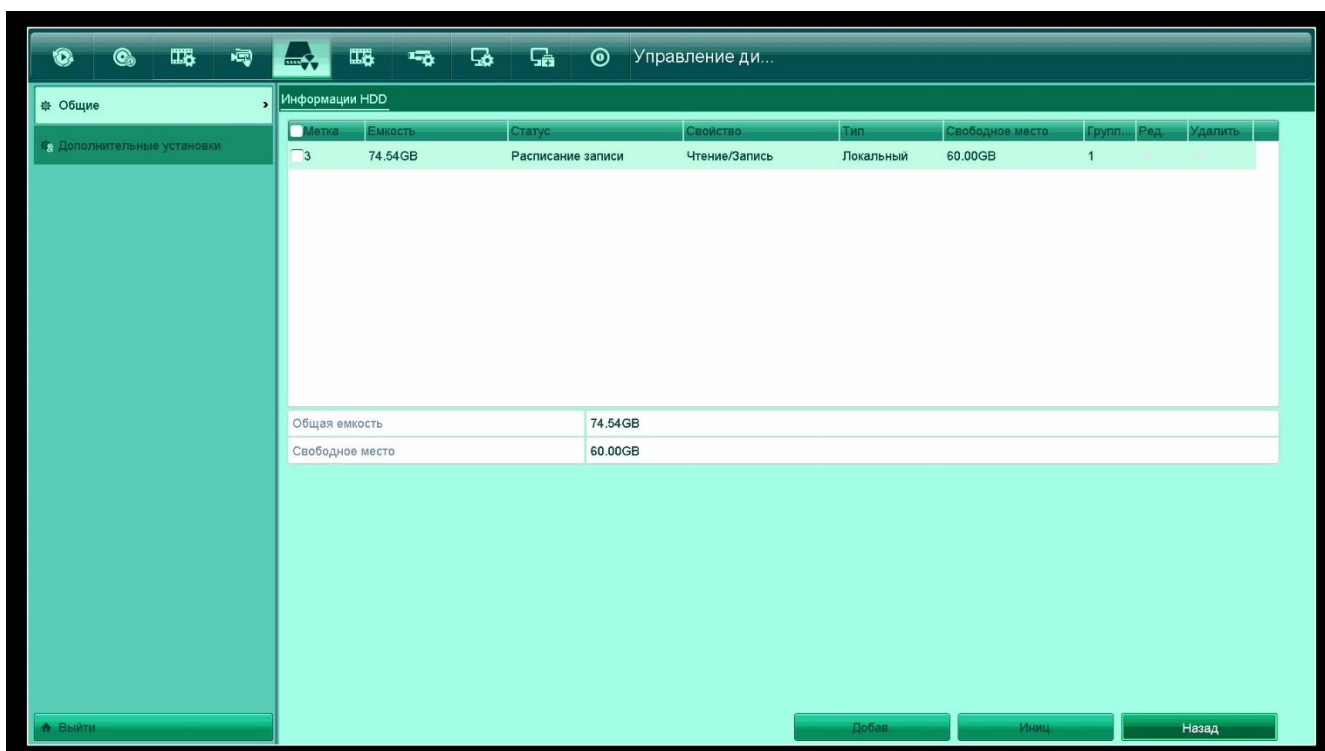 Управление ди...
Общие
Дополнительные установки
Информации HDD
Метка Емкость Статус Свойство Тип Свободное место Групп... Ред. Удалить
3 74.54GB Расписание записи Чтение/Запись Локальный 60.00GB 1
Общая емкость 74.54GB
Свободное место 60.00GB
Выйти
Добав. Иниц. Назад